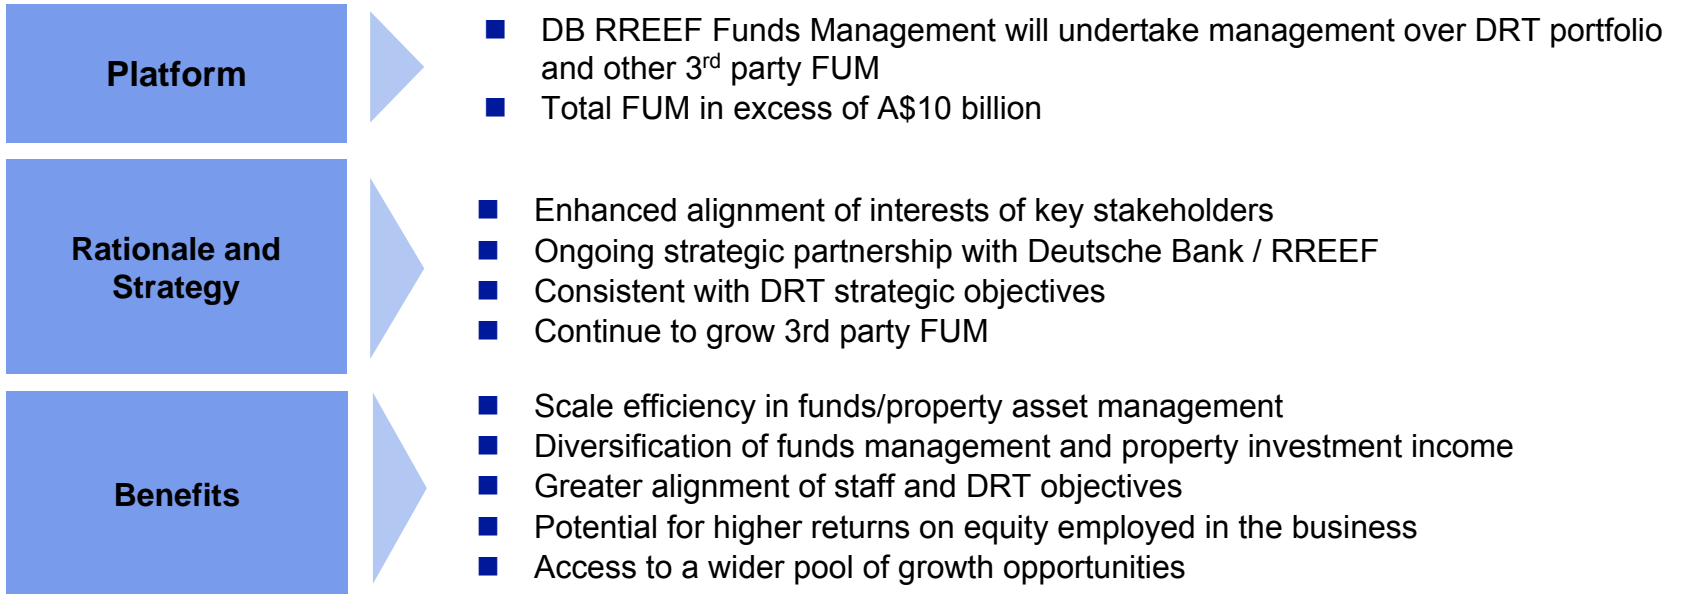 Platform
DB RREEF Funds Management will undertake management over DRT portfolio
and other 3rd party FUM
Total FUM in excess of A$10 billion
Rationale and
Strategy
Enhanced alignment of interests of key stakeholders
Ongoing strategic partnership with Deutsche Bank / RREEF
Consistent with DRT strategic objectives
Continue to grow 3rd party FUM
Benefits
Scale efficiency in funds/property asset management
Diversification of funds management and property investment income
Greater alignment of staff and DRT objectives
Potential for higher returns on equity employed in the business
Access to a wider pool of growth opportunities